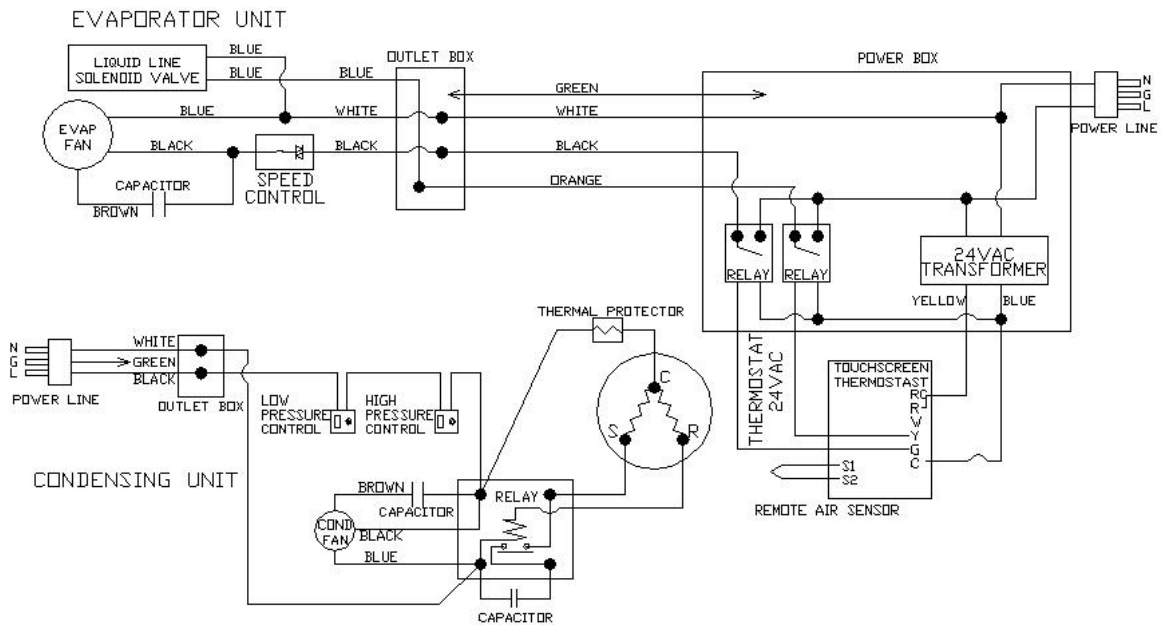 EVAPORATOR UNIT
LIQUID LINE
SOLENOID VALVE
BLUE
BLUE
BLUE
OUTLET BOX
POWER BOX
GREEN
N
G
L
POWER LINE
EVAP
FAN
BLUE
WHITE
WHITE
BLACK
BLACK
BLACK
SPEED
CONTROL
CAPACITOR
BROWN
ORANGE
RELAY
RELAY
24VAC
TRANSFORMER
YELLOW
BLUE
THERMOSTAT
24VAC
TOUCHSCREEN
THERMOSTAST
RC
R
W
Y
G
C
S1
S2
REMOTE AIR SENSOR
THERMAL PROTECTOR
C
S
R
N
G
L
POWER LINE
WHITE
GREEN
BLACK
OUTLET BOX
LOW
PRESSURE
CONTROL
HIGH
PRESSURE
CONTROL
CONDENSING UNIT
BROWN
CAPACITOR
COND
FAN
BLACK
BLUE
RELAY
CAPACITOR